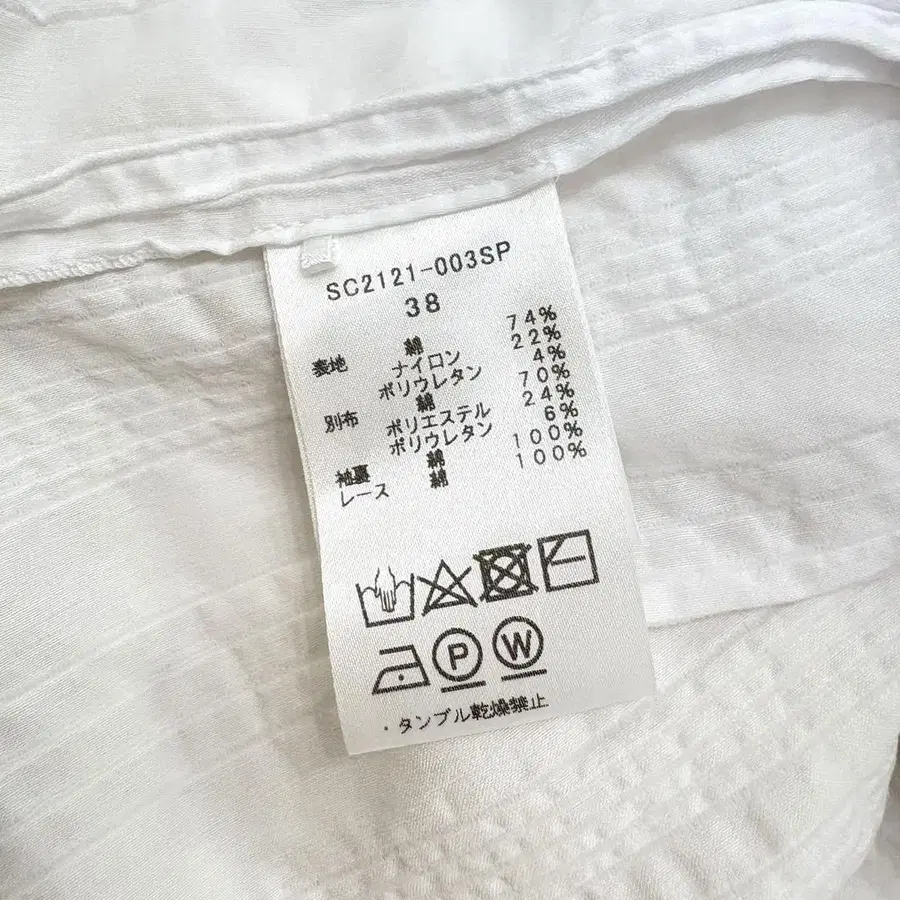 SC2121-003SP
38
表地 綿 74%
ナイロン 22%
ポリウレタン 4%
別布 綿 70%
ポリエステル 24%
ポリウレタン 6%
袖裏 綿 100%
レース 綿 100%
P W
・タンブル乾燥禁止